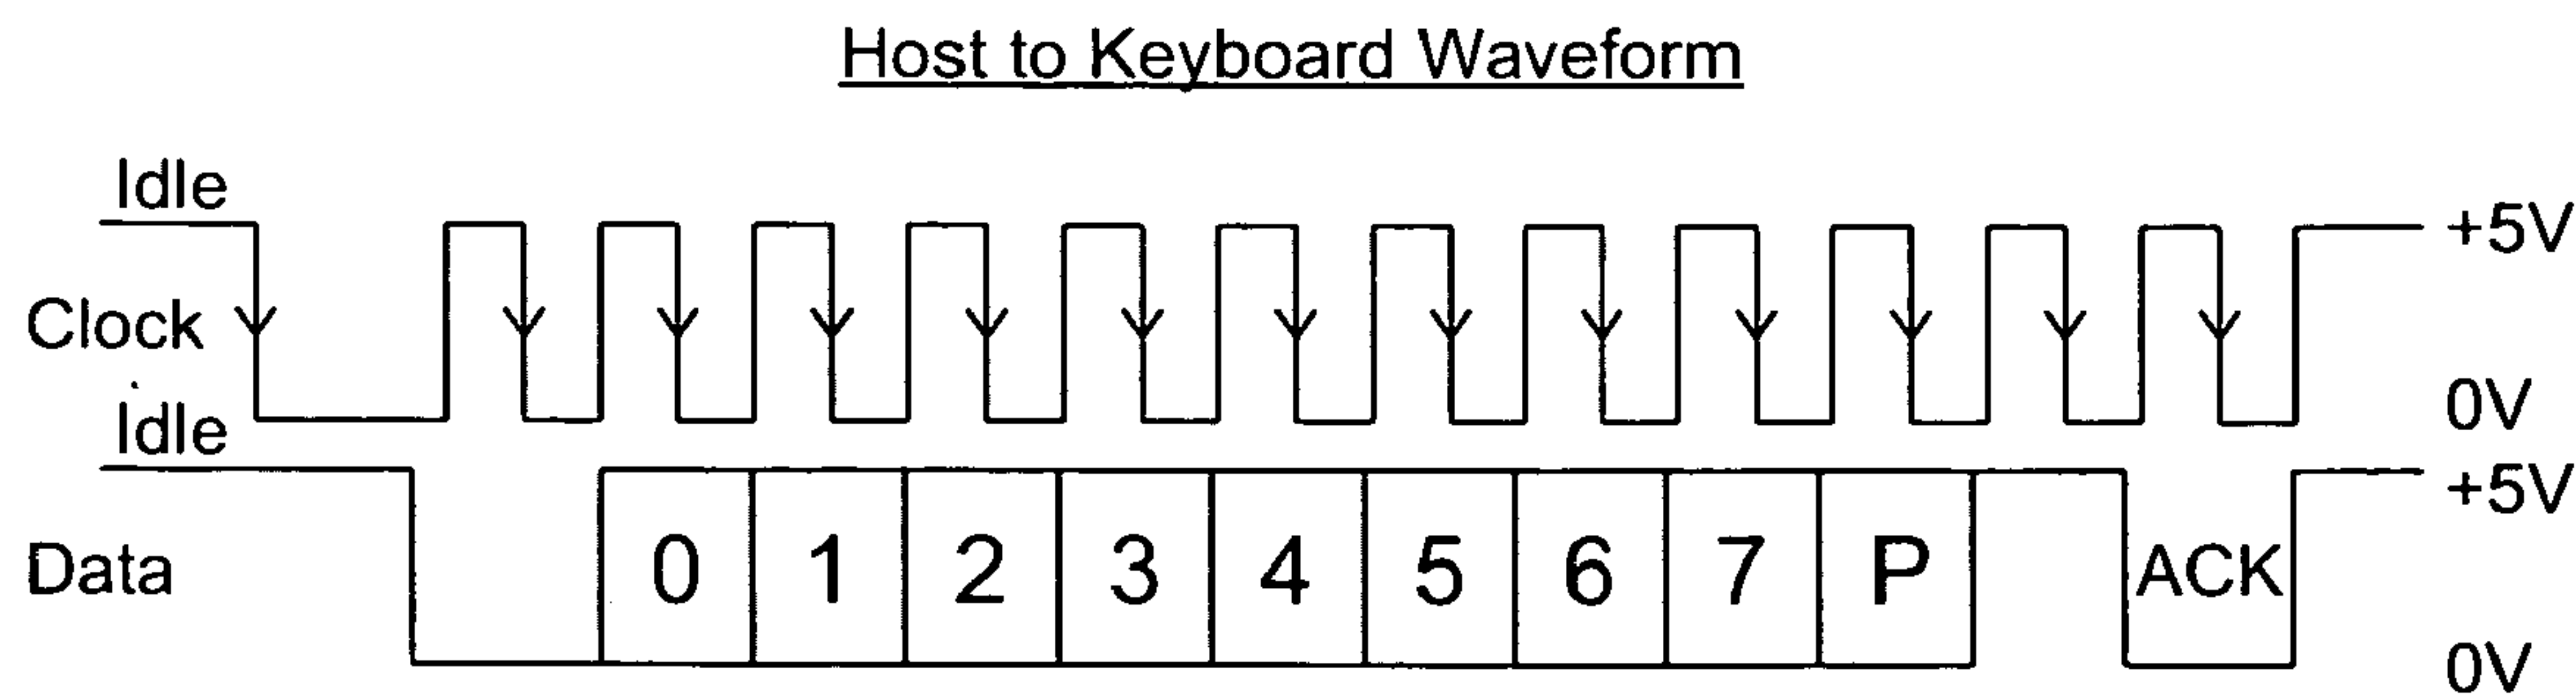 Host to Keyboard Waveform
Idle
+5V
Clock
0V
Idle
+5V
Data 0 1 2 3 4 5 6 7 P ACK
0V